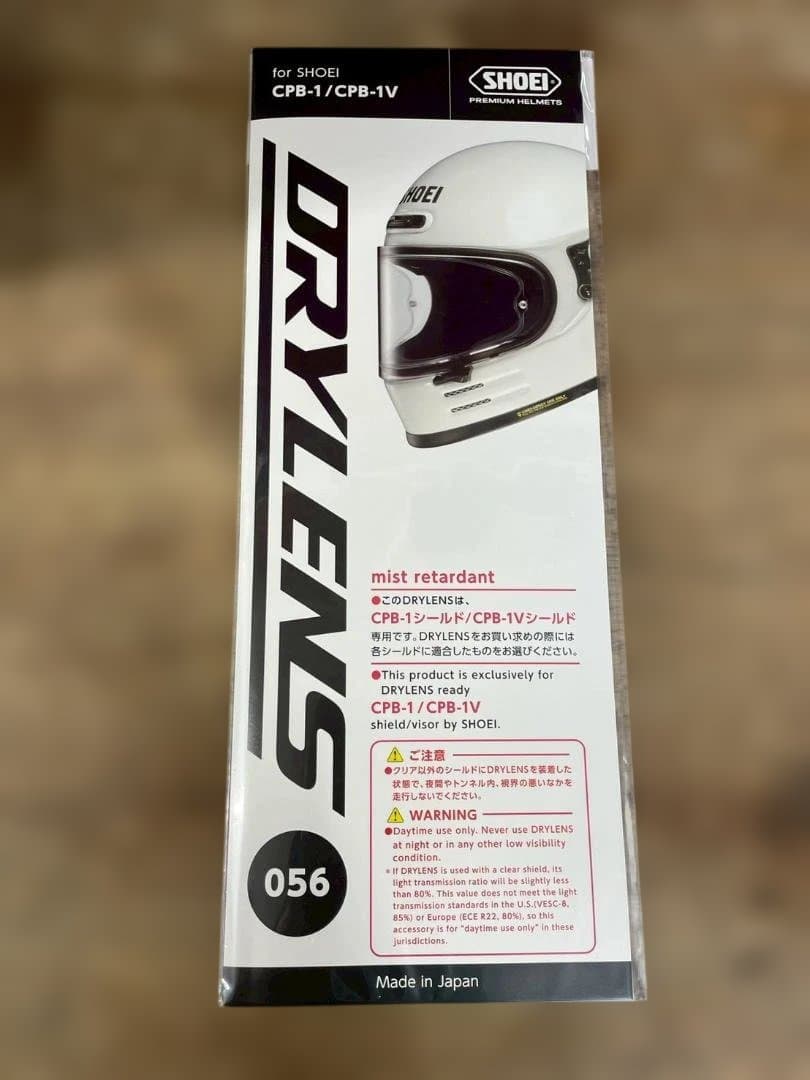 for SHOEI
CPB-1/CPB-1V
SHOEI
PREMIUM HELMETS
DRYLENS
SHOEI
mist retardant
●このDRYLENSは、
CPB-1シールド/CPB-1Vシールド
専用です。DRYLENSをお買い求めの際には
各シールドに適合したものをお選びください。
●This product is exclusively for
DRYLENS ready
CPB-1/CPB-1V
shield/visor by SHOEI.
ご注意
●クリア以外のシールドにDRYLENSを装着した
状態で、夜間やトンネル内、視界の悪いなかを
走行しないでください。
WARNING
●Daytime use only. Never use DRYLENS
at night or in any other low visibility
condition.
* If DRYLENS is used with a clear shield, its
light transmission ratio will be slightly less
than 80%. This value does not meet the light
transmission standards in the U.S.(VESC-8,
85%) or Europe (ECE R22, 80%), so this
accessory is for "daytime use only" in these
jurisdictions.
056
Made in Japan